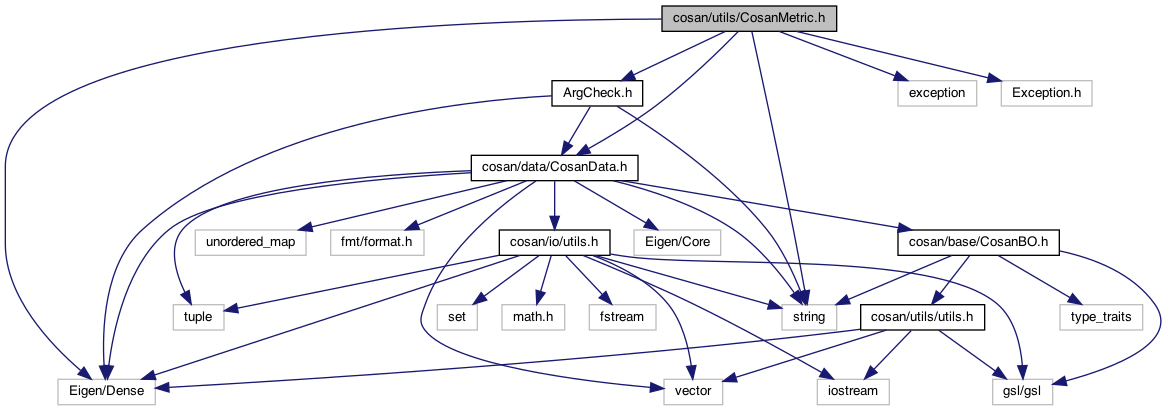 cosan/utils/CosanMetric.h
ArgCheck.h
exception
Exception.h
cosan/data/CosanData.h
unordered_map
fmt/format.h
cosan/io/utils.h
Eigen/Core
cosan/base/CosanBO.h
tuple
set
math.h
fstream
string
cosan/utils/utils.h
type_traits
Eigen/Dense
vector
iostream
gsl/gsl